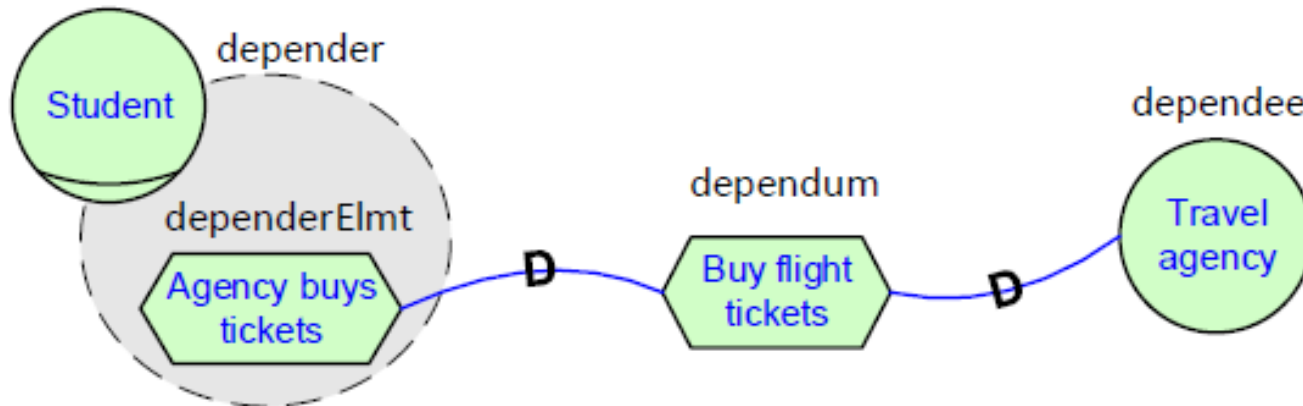 depender
Student
dependee
dependum
Travel
agency
dependerElmt
Agency buys
tickets
D
Buy flight
tickets
D